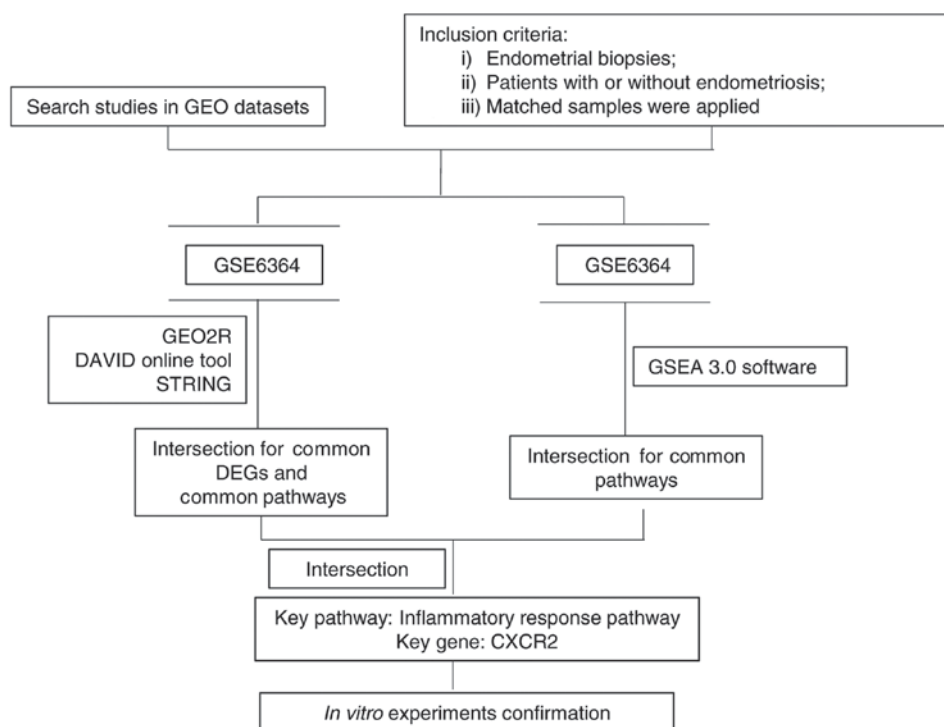 Inclusion criteria:
i) Endometrial biopsies;
ii) Patients with or without endometriosis;
iii) Matched samples were applied
Search studies in GEO datasets
GSE6364
GSE6364
GEO2R
DAVID online tool
STRING
GSEA 3.0 software
Intersection for common
DEGs and
common pathways
Intersection for common
pathways
Intersection
Key pathway: Inflammatory response pathway
Key gene: CXCR2
In vitro experiments confirmation